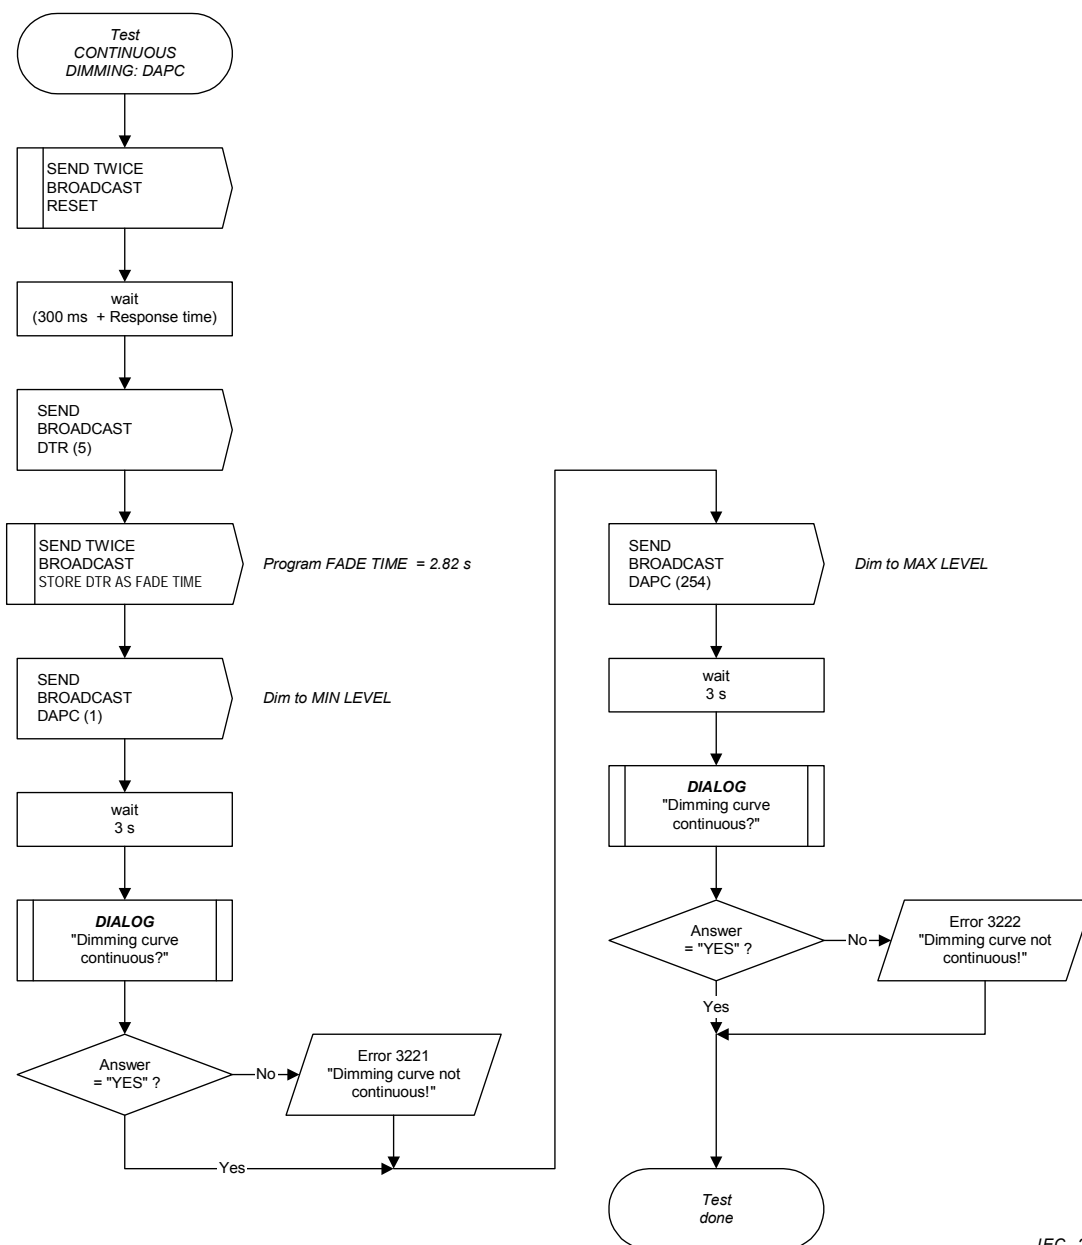 Test
CONTINUOUS
DIMMING: DAPC
SEND TWICE
BROADCAST
RESET
wait
(300 ms + Response time)
SEND
BROADCAST
DTR (5)
SEND TWICE
BROADCAST
STORE DTR AS FADE TIME
Program FADE TIME = 2.82 s
SEND
BROADCAST
DAPC (1)
Dim to MIN LEVEL
wait
3 s
DIALOG
"Dimming curve
continuous?"
Answer
= "YES" ?
No
Error 3221
"Dimming curve not
continuous!"
Yes
SEND
BROADCAST
DAPC (254)
Dim to MAX LEVEL
wait
3 s
DIALOG
"Dimming curve
continuous?"
Answer
= "YES" ?
No
Error 3222
"Dimming curve not
continuous!"
Yes
Test
done